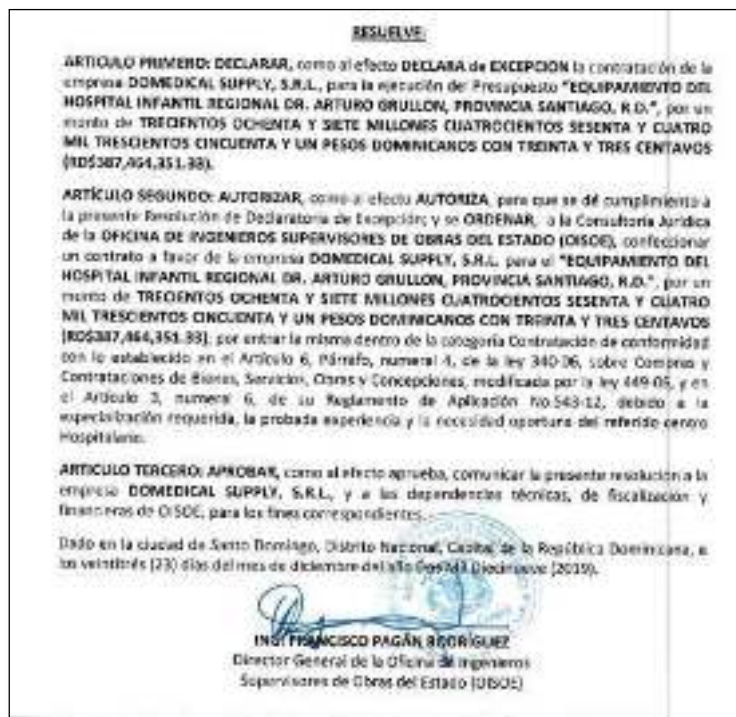 RESUELVE:
ARTICULO PRIMERO: DECLARAR, como al efecto DECLARA de EXCEPCION la contratación de la
empresa DOMEDICAL SUPPLY, S.R.L., para la ejecución del Presupuesto "EQUIPAMIENTO DEL
HOSPITAL INFANTIL REGIONAL DR. ARTURO GRULLON, PROVINCIA SANTIAGO, R.D.", por un
monto de TRECIENTOS OCHENTA Y SIETE MILLONES CUATROCIENTOS SESENTA Y CUATRO
MIL TRESCIENTOS CINCUENTA Y UN PESOS DOMINICANOS CON TREINTA Y TRES CENTAVOS
(RD$387,464,351.33).
ARTÍCULO SEGUNDO: AUTORIZAR, como al efecto AUTORIZA, para que se dé cumplimiento a
la presente Resolución de Declaratoria de Excepción; y se ORDENAR, a la Consultoría Jurídica
de la OFICINA DE INGENIEROS SUPERVISORES DE OBRAS DEL ESTADO (OISOE), confeccionar
un contrato a favor de la empresa DOMEDICAL SUPPLY, S.R.L. para el "EQUIPAMIENTO DEL
HOSPITAL INFANTIL REGIONAL DR. ARTURO GRULLON, PROVINCIA SANTIAGO, R.D.", por un
monto de TRECIENTOS OCHENTA Y SIETE MILLONES CUATROCIENTOS SESENTA Y CUATRO
MIL TRESCIENTOS CINCUENTA Y UN PESOS DOMINICANOS CON TREINTA Y TRES CENTAVOS
(RD$387,464,351.33), por entrar la misma dentro de la categoría Contratación de conformidad
con lo establecido en el Artículo 6, Párrafo, numeral 4, de la ley 340-06, sobre Compras y
Contrataciones de Bienes, Servicios, Obras y Concepciones, modificada por la ley 449-06, y en
el Artículo 3, numeral 6, de su Reglamento de Aplicación No.543-12, debido a la
especialización requerida, la probada experiencia y la necesidad oportuna del referido centro
Hospitalario.
ARTICULO TERCERO: APROBAR, como al efecto aprueba, comunicar la presente resolución a la
empresa DOMEDICAL SUPPLY, S.R.L., y a las dependencias técnicas, de fiscalización y
financieras de OISOE, para los fines correspondientes.
Dado en la ciudad de Santo Domingo, Distrito Nacional, Capital de la República Dominicana, a
los veintitrés (23) días del mes de diciembre del año Dos Mil Diecinueve (2019).
ING. FRANCISCO PAGÁN RODRÍGUEZ
Director General de la Oficina de Ingenieros
Supervisores de Obras del Estado (OISOE)